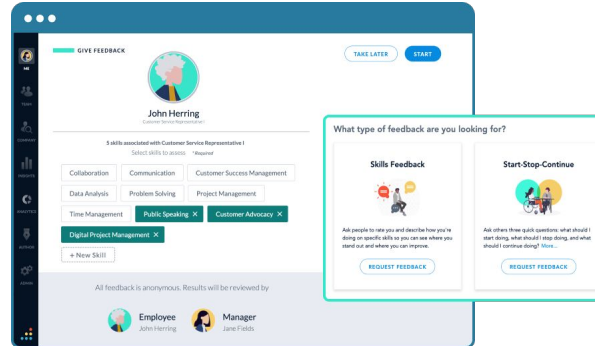 GIVE FEEDBACK
TAKE LATER
START
John Herring
Customer Service Representative I
5 skills associated with Customer Service Representative I
Select skills to assess *Required
Collaboration
Communication
Customer Success Management
Data Analysis
Problem Solving
Project Management
Time Management
Public Speaking ×
Customer Advocacy ×
Digital Project Management ×
+ New Skill
All feedback is anonymous. Results will be reviewed by
Employee
John Herring
Manager
Jane Fields
ME
TEAM
COMPANY
INSIGHTS
ANALYTICS
AUTHOR
ADMIN
What type of feedback are you looking for?
Skills Feedback
Ask people to rate you and describe how you're
doing on specific skills so you can see where you
stand out and where you can improve.
REQUEST FEEDBACK
Start-Stop-Continue
Ask others three quick questions: what should I
start doing, what should I stop doing, and what
should I continue doing? More...
REQUEST FEEDBACK